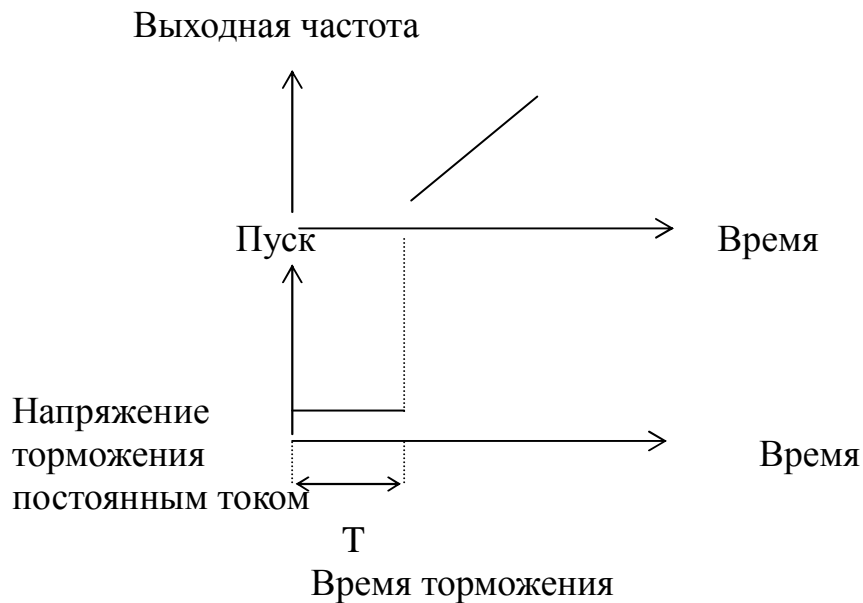 Выходная частота
Пуск
Время
Напряжение
торможения
постоянным током
Время
T
Время торможения